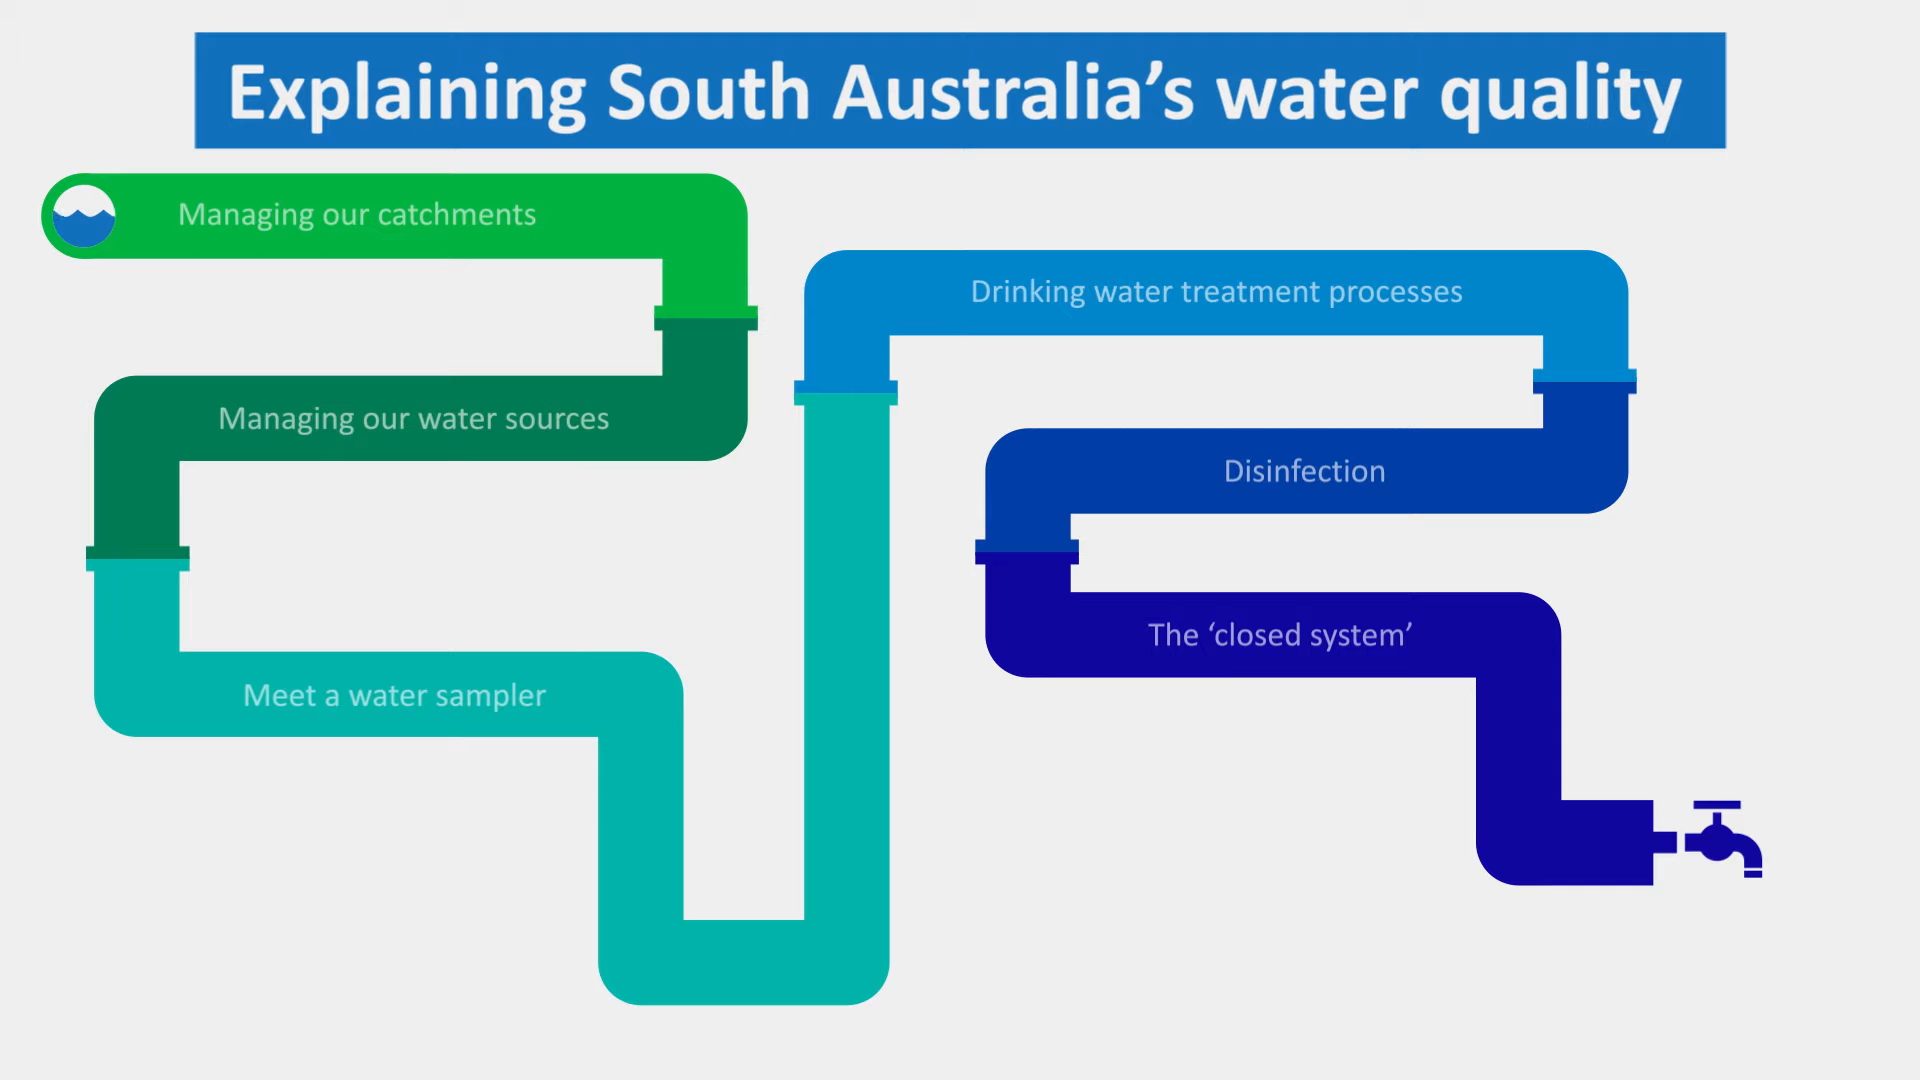 Explaining South Australia’s water quality
Managing our catchments
Managing our water sources
Meet a water sampler
Drinking water treatment processes
Disinfection
The ‘closed system’